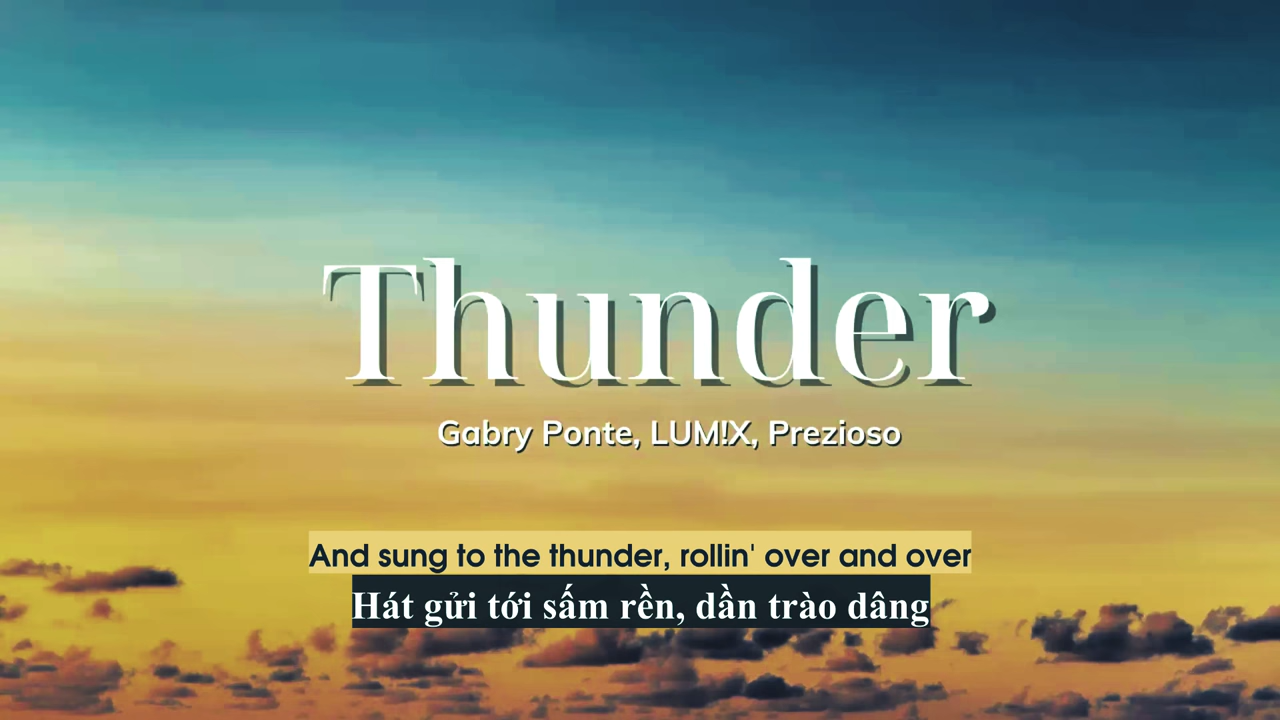 Thunder
Gabry Ponte, LUM!X, Prezioso
And sung to the thunder, rollin' over and over
Hát gửi tới sấm rền, dần trào dâng